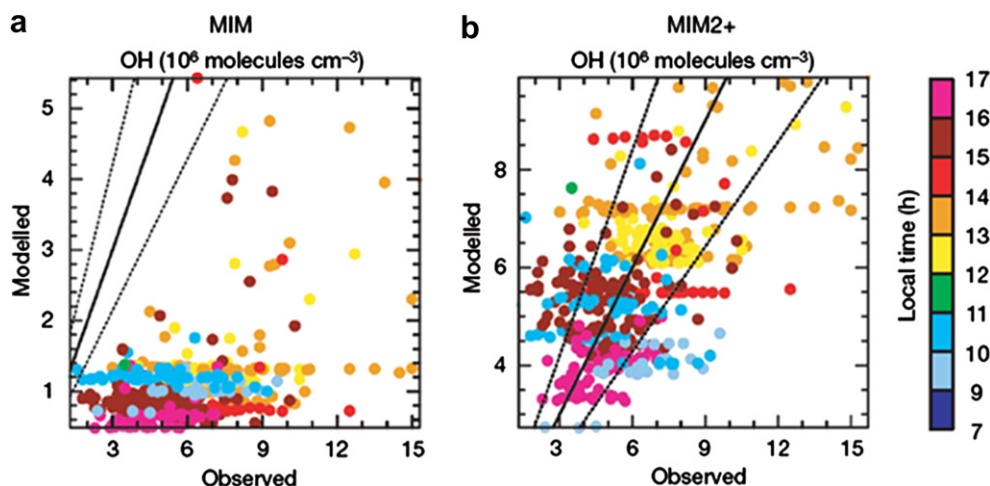 a
MIM
OH (10⁶ molecules cm⁻³)
5
4
3
2
1
Modelled
3 6 9 12 15
Observed
b
MIM2+
OH (10⁶ molecules cm⁻³)
8
6
4
Modelled
3 6 9 12 15
Observed
17
16
15
14
13
12
11
10
9
7
Local time (h)